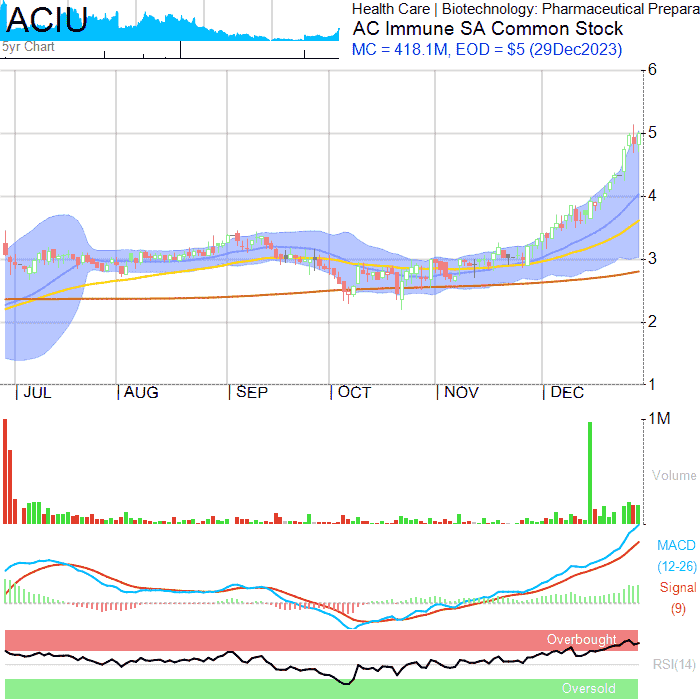 ACIU
5yr Chart
Health Care | Biotechnology: Pharmaceutical Prepara
AC Immune SA Common Stock
MC = 418.1M, EOD = $5 (29Dec2023)
6
5
4
3
2
1
JUL AUG SEP OCT NOV DEC
1M
Volume
MACD
(12-26)
Signal
(9)
Overbought
RSI(14)
Oversold